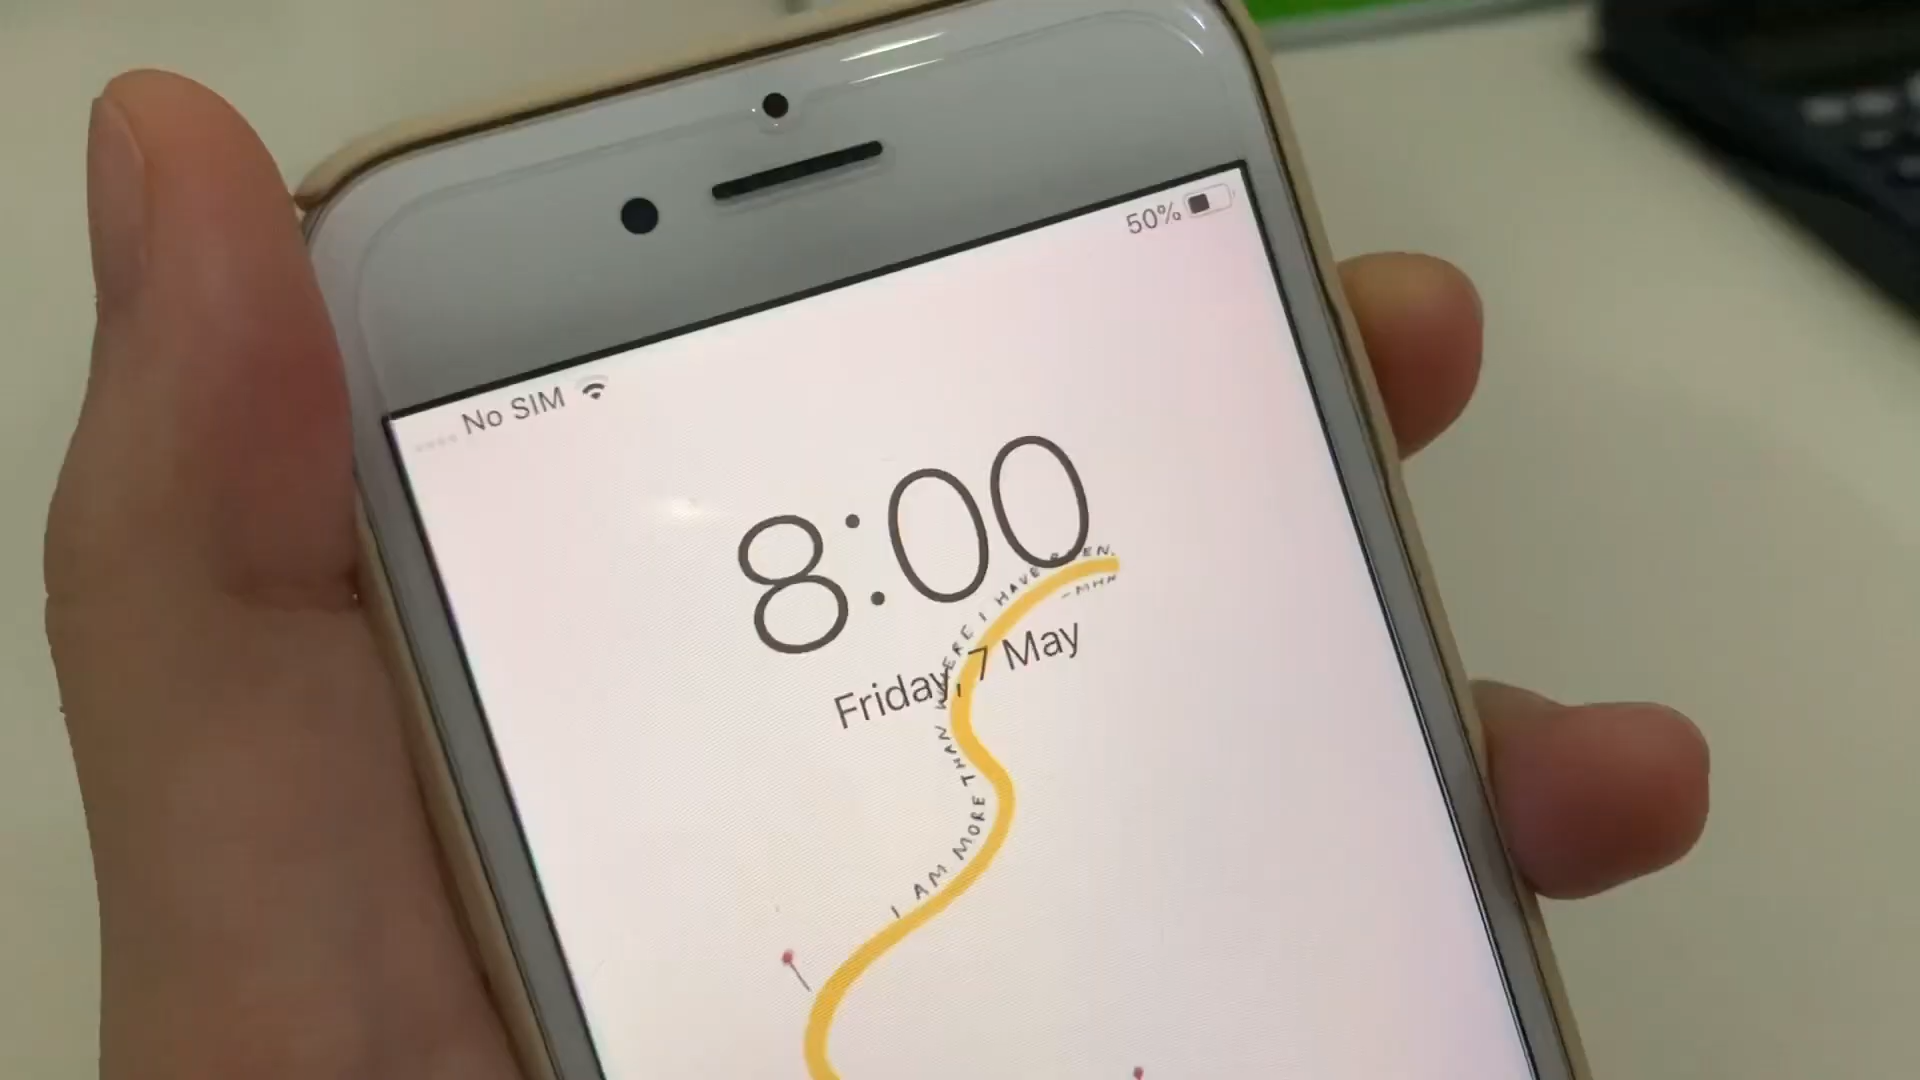 No SIM
50%
8:00
Friday, 7 May
I AM MORE THAN WHERE I HAVE BEEN.
-MHN